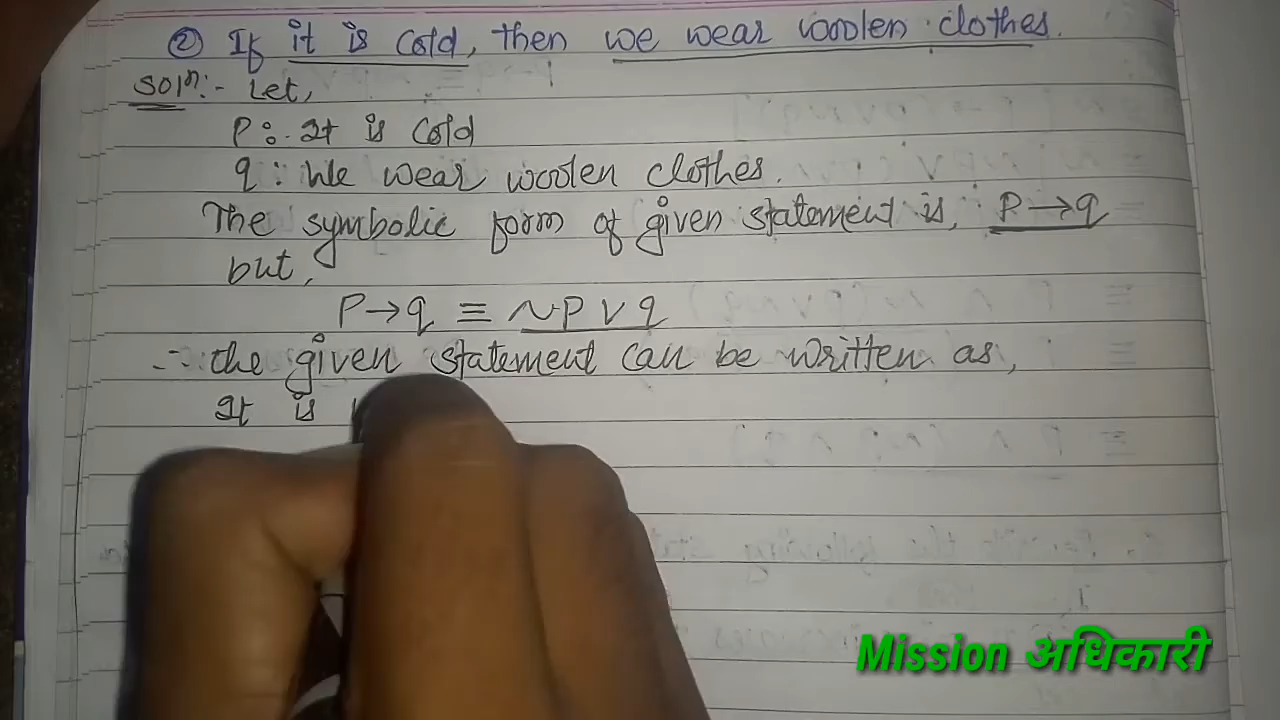 ② If it is cold, then we wear woolen clothes.
Soln:- Let,
P : It is cold
q : We wear woolen clothes.
The symbolic form of given statement is, P→q
but,
P→q ≡ ~P∨q
∴ the given statement can be written as,
It is
Mission अधिकारी